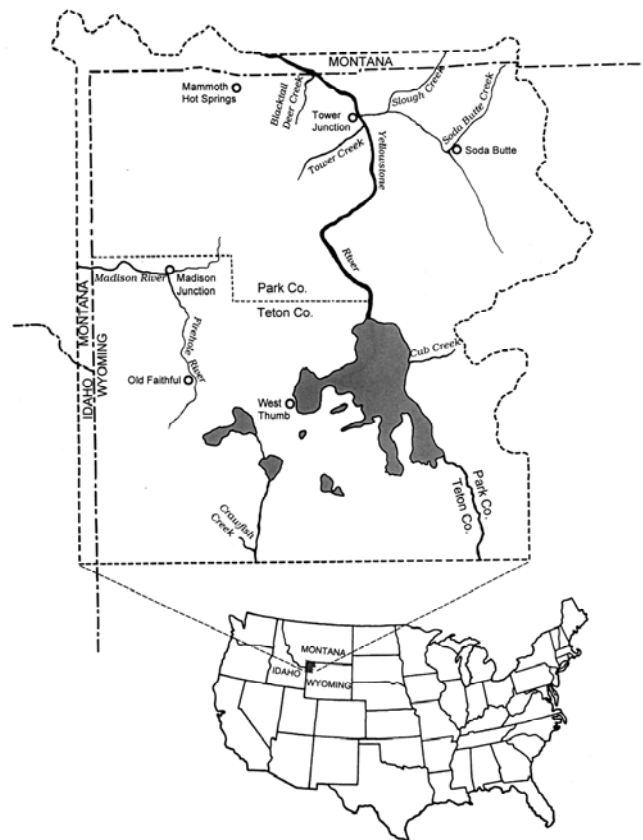 MONTANA
Mammoth
Hot Springs
Blacktail
Deer Creek
Tower
Junction
Slough Creek
Soda Butte Creek
Soda Butte
Tower Creek
Yellowstone
River
Madison River
Madison
Junction
Park Co.
Teton Co.
IDAHO MONTANA
WYOMING
Firehole
River
Old Faithful
West
Thumb
Cub Creek
Crawfish
Creek
Park Co.
Teton Co.
MONTANA
IDAHO
WYOMING